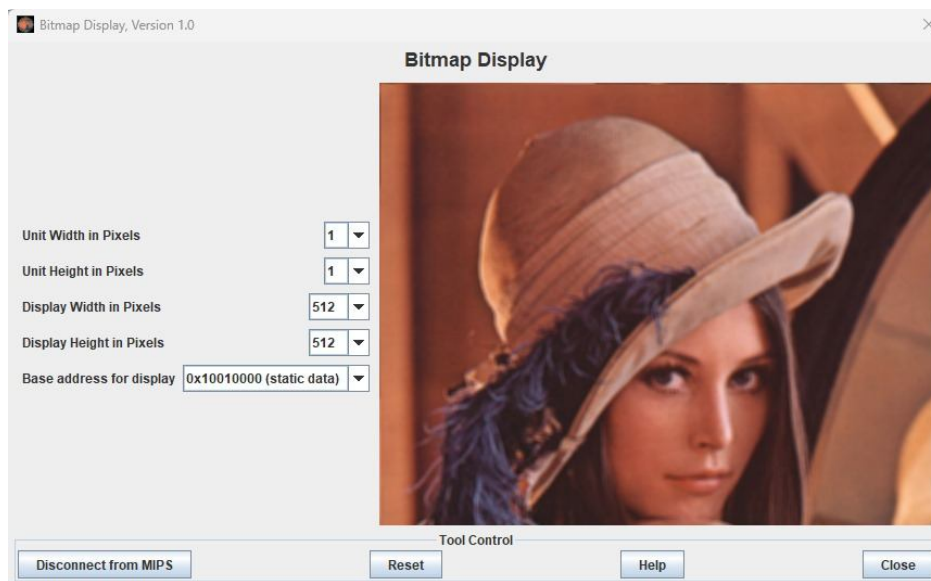 Bitmap Display, Version 1.0
Bitmap Display
Unit Width in Pixels 1
Unit Height in Pixels 1
Display Width in Pixels 512
Display Height in Pixels 512
Base address for display 0x10010000 (static data)
Tool Control
Disconnect from MIPS Reset Help Close